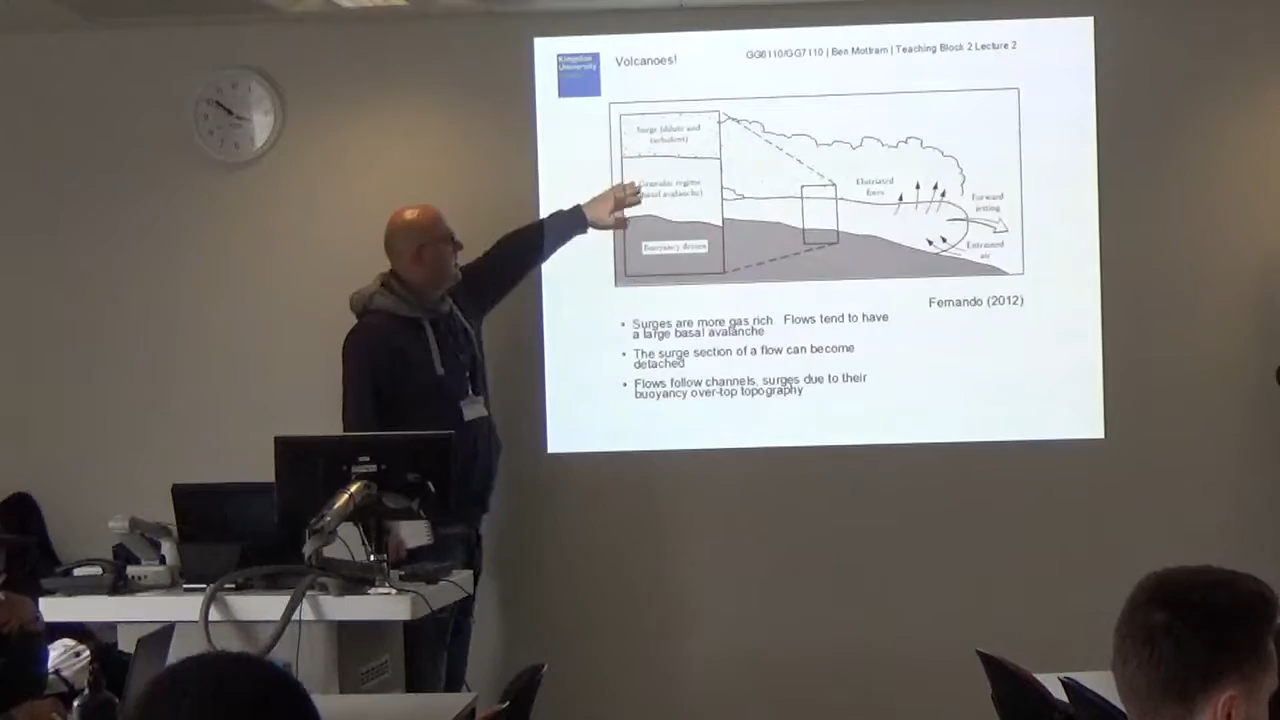 Kingston
University
London
Volcanoes!
GG6110/GG7110 | Ben Mottram | Teaching Block 2 Lecture 2
Surge (dilute and
turbulent)
Granular regime
(basal avalanche)
Buoyancy driven
Elutriated
fines
Forward
jetting
Entrained
air
Fernando (2012)
• Surges are more gas rich. Flows tend to have
a large basal avalanche
• The surge section of a flow can become
detached
• Flows follow channels, surges due to their
buoyancy over-top topography